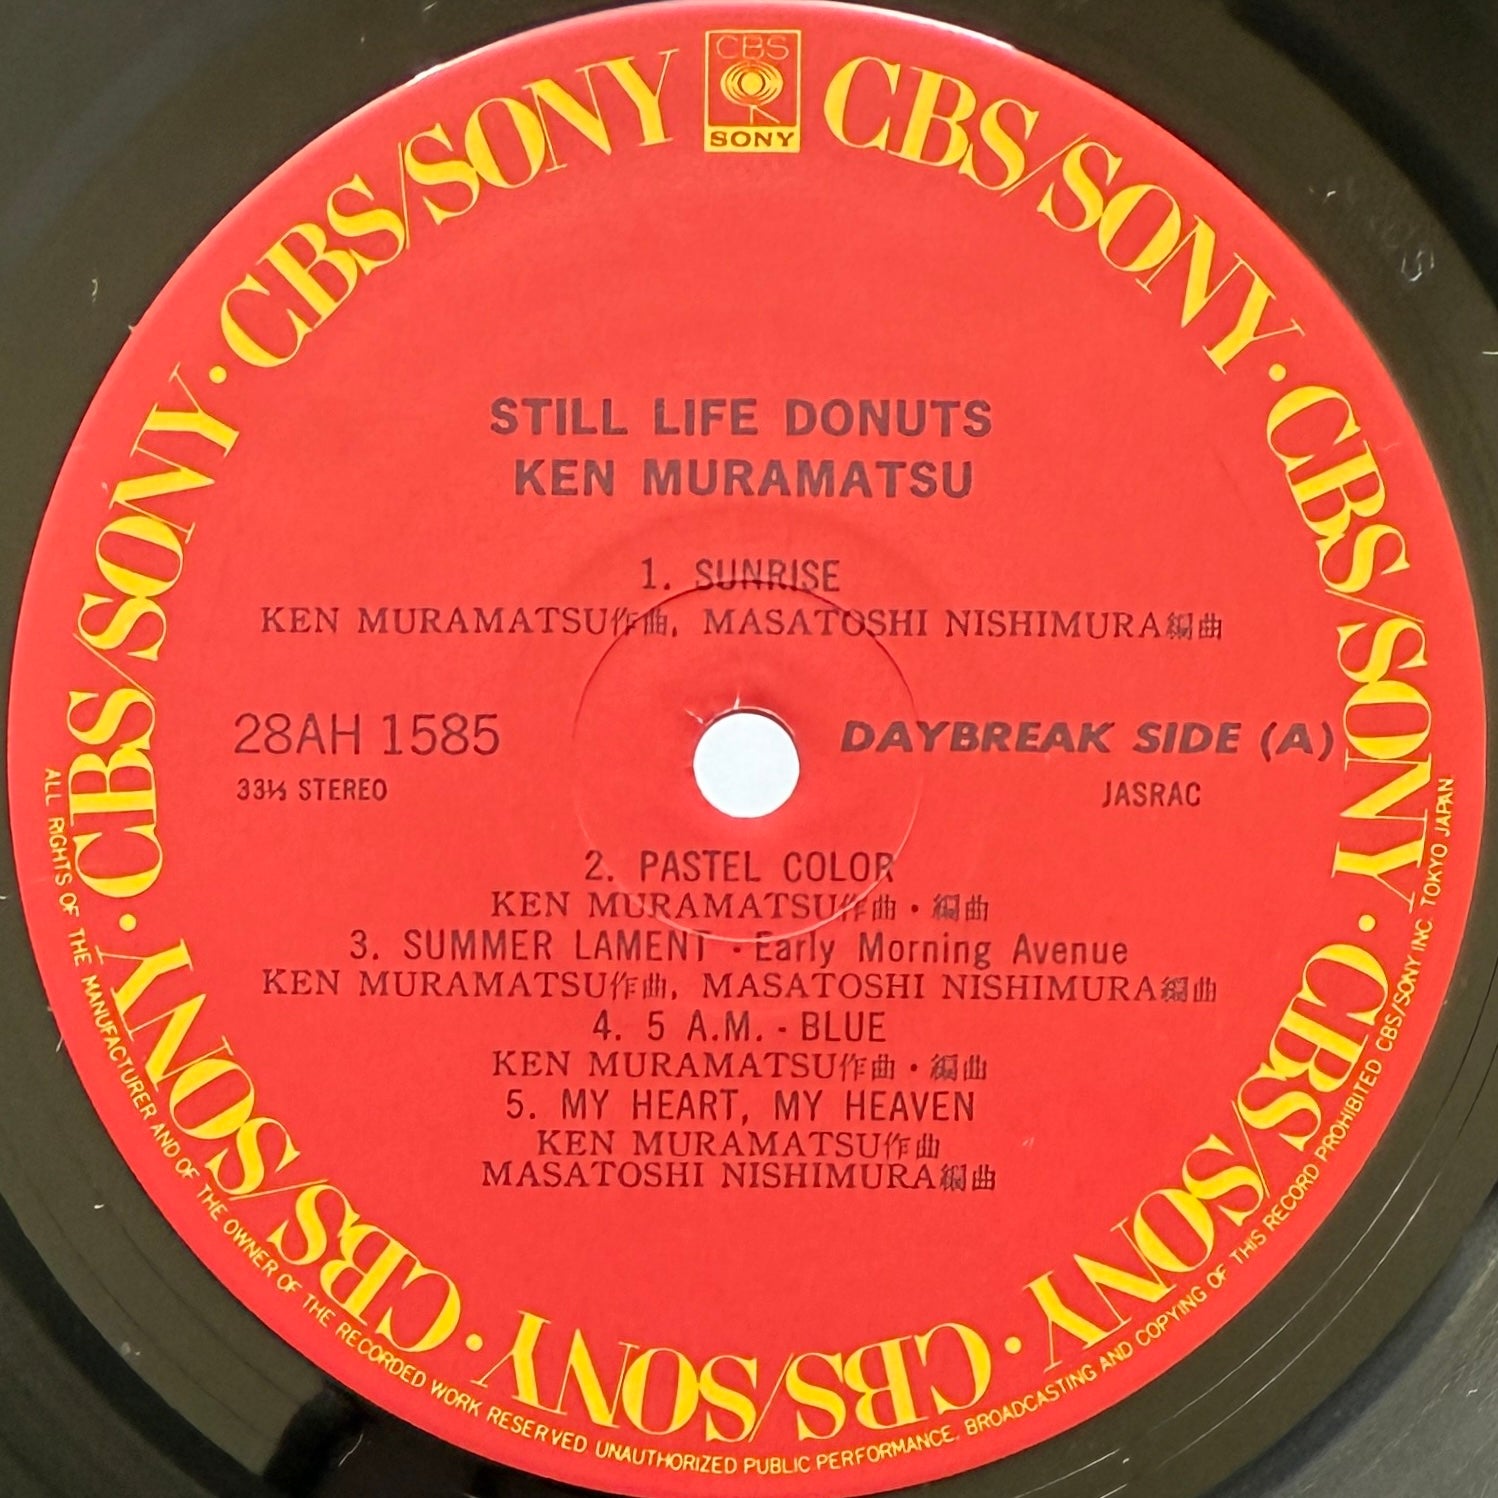 CBS
SONY
CBS/SONY · CBS/SONY · CBS/SONY · CBS/SONY · CBS/SONY · CBS/SONY · CBS/SONY · CBS/SONY
STILL LIFE DONUTS
KEN MURAMATSU
1. SUNRISE
KEN MURAMATSU作曲, MASATOSHI NISHIMURA編曲
28AH 1585
DAYBREAK SIDE (A)
33⅓ STEREO
JASRAC
2. PASTEL COLOR
KEN MURAMATSU作曲・編曲
3. SUMMER LAMENT - Early Morning Avenue
KEN MURAMATSU作曲, MASATOSHI NISHIMURA編曲
4. 5 A.M. - BLUE
KEN MURAMATSU作曲・編曲
5. MY HEART, MY HEAVEN
KEN MURAMATSU作曲
MASATOSHI NISHIMURA編曲
ALL RIGHTS OF THE MANUFACTURER AND OF THE OWNER OF THE RECORDED WORK RESERVED UNAUTHORIZED PUBLIC PERFORMANCE. BROADCASTING AND COPYING OF THIS RECORD PROHIBITED CBS/SONY INC. TOKYO JAPAN